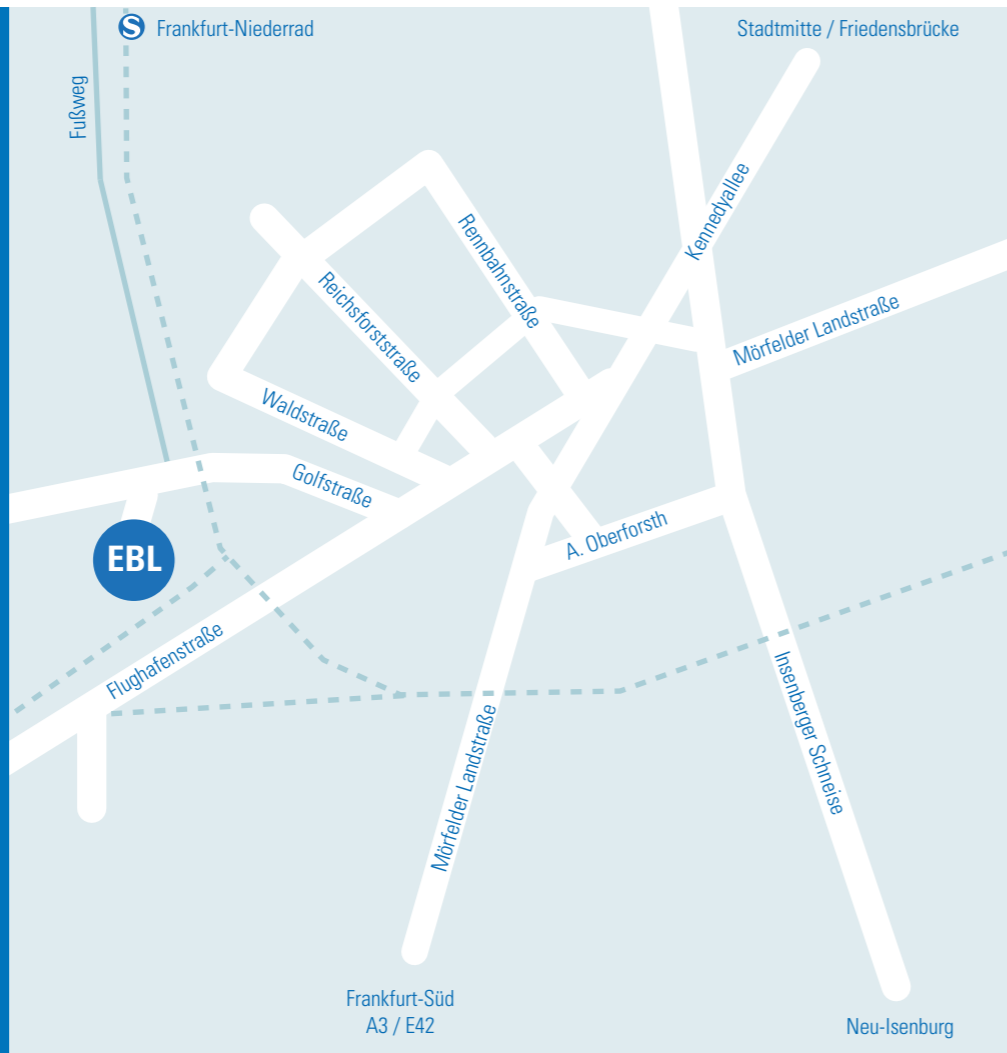 S Frankfurt-Niederrad
Stadtmitte / Friedensbrücke
Fußweg
Kennedyallee
Rennbahnstraße
Reichsforststraße
Mörfelder Landstraße
Waldstraße
Golfstraße
A. Oberforsth
EBL
Flughafenstraße
Insenberger Schneise
Mörfelder Landstraße
Frankfurt-Süd
A3 / E42
Neu-Isenburg